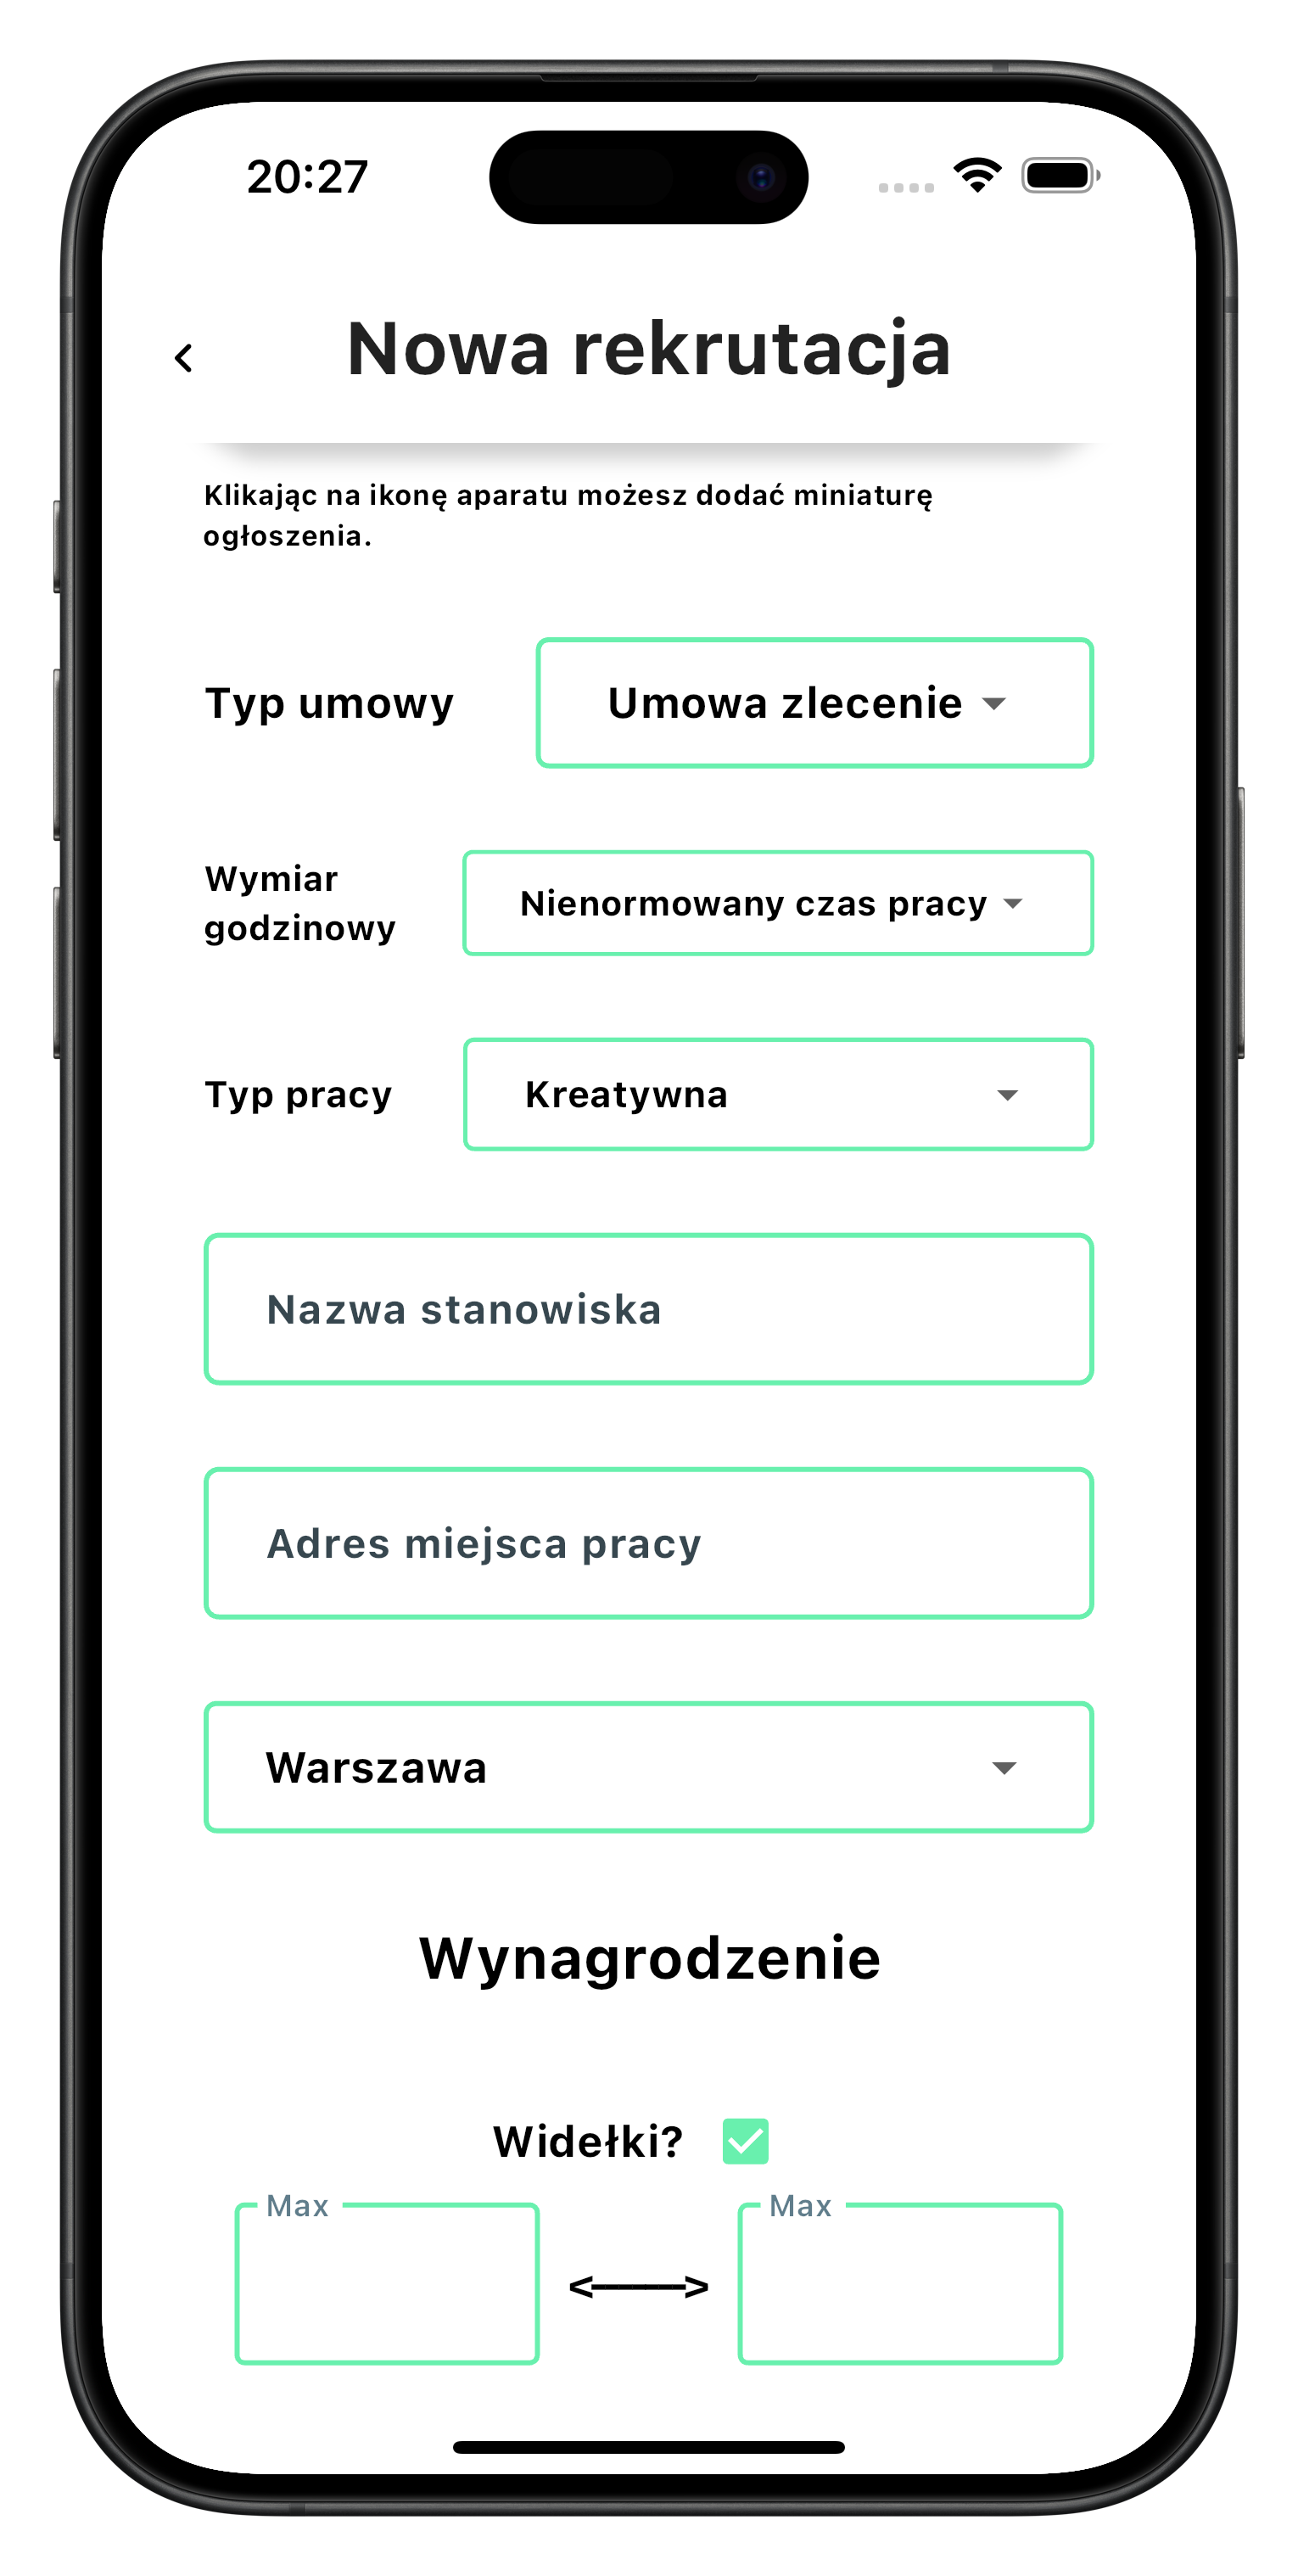 20:27
Nowa rekrutacja
Klikając na ikonę aparatu możesz dodać miniaturę
ogłoszenia.
Typ umowy
Umowa zlecenie
Wymiar
godzinowy
Nienormowany czas pracy
Typ pracy
Kreatywna
Nazwa stanowiska
Adres miejsca pracy
Warszawa
Wynagrodzenie
Widełki?
Max
Max